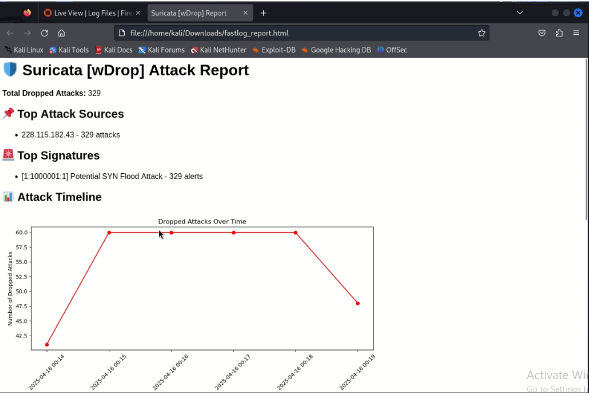 Live View | Log Files | Fire
Suricata [wDrop] Report
file:///home/kali/Downloads/fastlog_report.html
Kali Linux Kali Tools Kali Docs Kali Forums Kali NetHunter Exploit-DB Google Hacking DB OffSec
Suricata [wDrop] Attack Report
Total Dropped Attacks: 329
Top Attack Sources
228.115.182.43 - 329 attacks
Top Signatures
[1:1000001:1] Potential SYN Flood Attack - 329 alerts
Attack Timeline
Dropped Attacks Over Time
Number of Dropped Attacks
60.0
57.5
55.0
52.5
50.0
47.5
45.0
42.5
2025-04-16 00:14
2025-04-16 00:15
2025-04-16 00:16
2025-04-16 00:17
2025-04-16 00:18
2025-04-16 00:19
Activate Wi
Go to Settings t